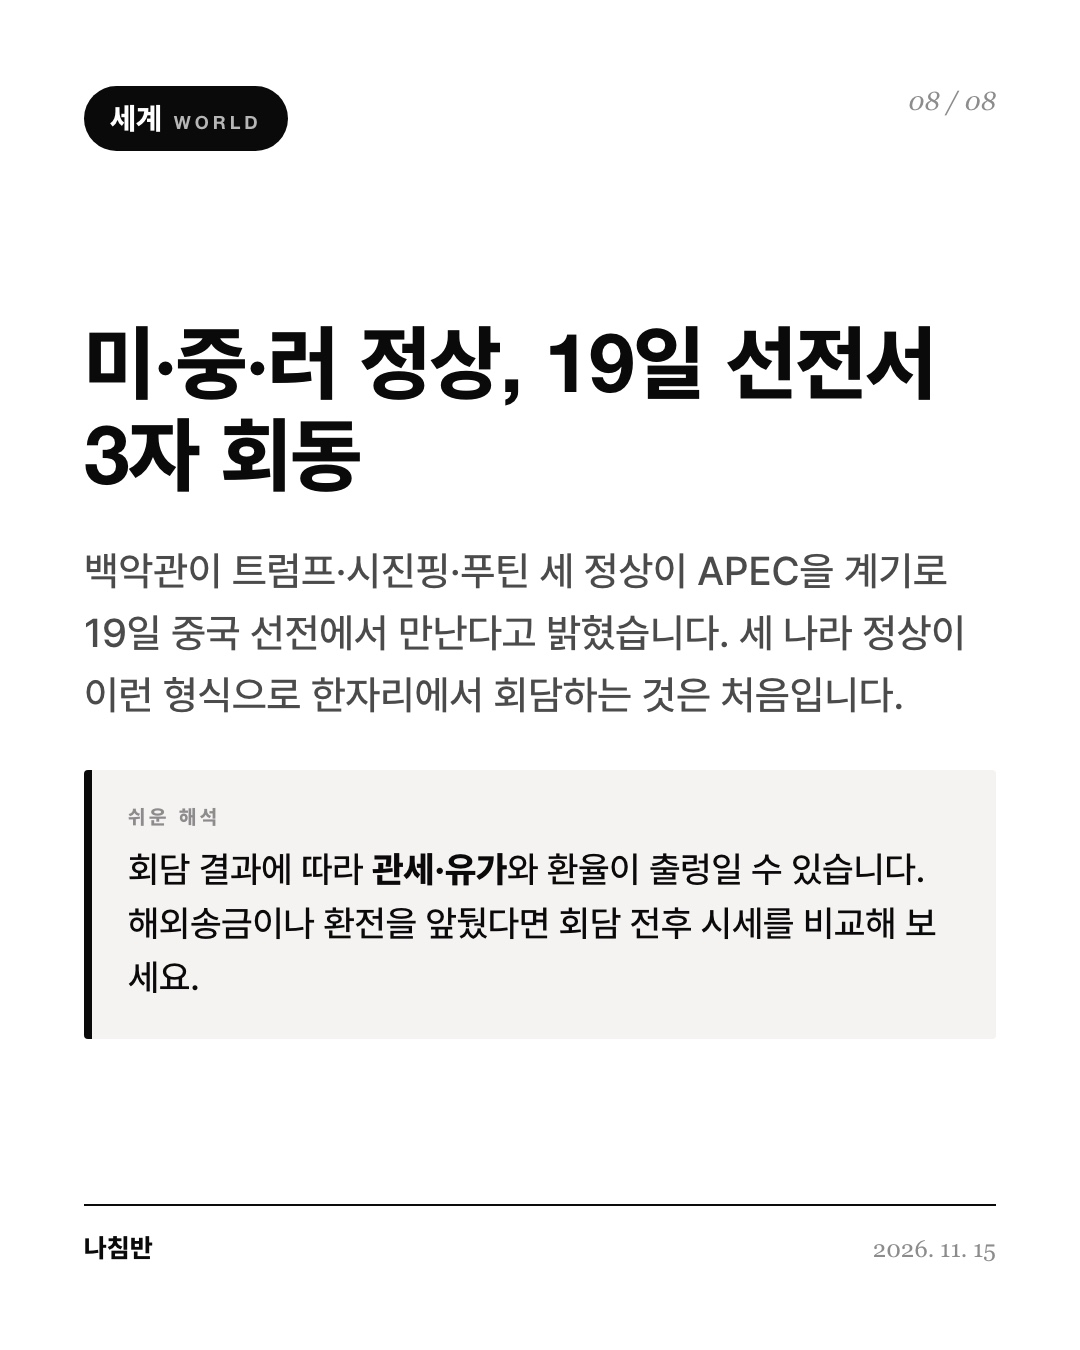 세계 WORLD
08 / 08
미·중·러 정상, 19일 선전서
3자 회동
백악관이 트럼프·시진핑·푸틴 세 정상이 APEC을 계기로
19일 중국 선전에서 만난다고 밝혔습니다. 세 나라 정상이
이런 형식으로 한자리에서 회담하는 것은 처음입니다.
쉬운 해석
회담 결과에 따라 관세·유가와 환율이 출렁일 수 있습니다.
해외송금이나 환전을 앞뒀다면 회담 전후 시세를 비교해 보
세요.
나침반
2026. 11. 15